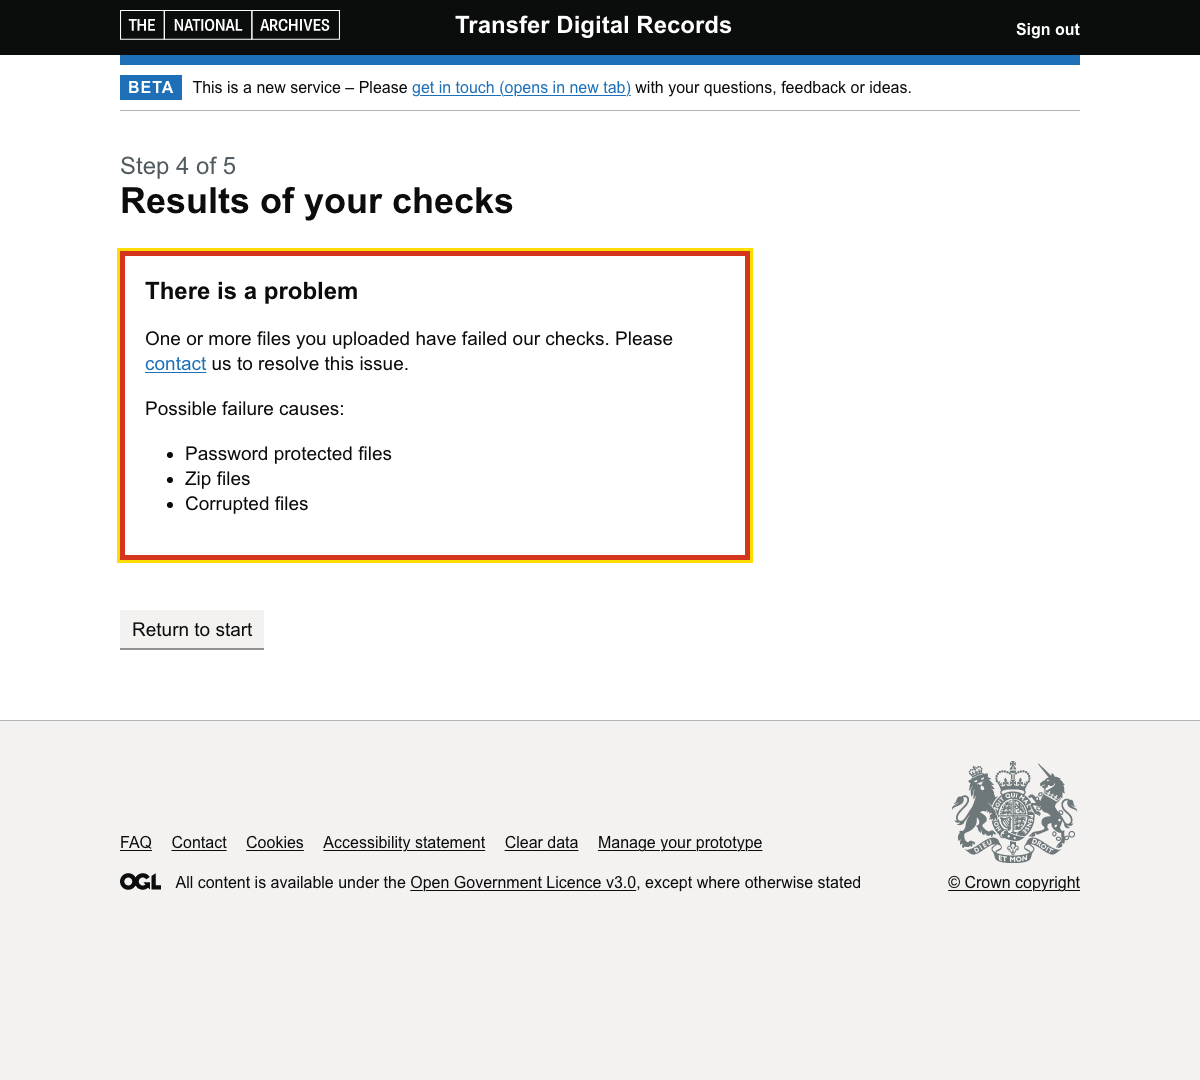 THE NATIONAL ARCHIVES
Transfer Digital Records
Sign out
BETA This is a new service – Please get in touch (opens in new tab) with your questions, feedback or ideas.
Step 4 of 5
Results of your checks
There is a problem
One or more files you uploaded have failed our checks. Please
contact us to resolve this issue.
Possible failure causes:
• Password protected files
• Zip files
• Corrupted files
Return to start
FAQ Contact Cookies Accessibility statement Clear data Manage your prototype
DIEU ET MON DROIT
OGL All content is available under the Open Government Licence v3.0, except where otherwise stated
© Crown copyright